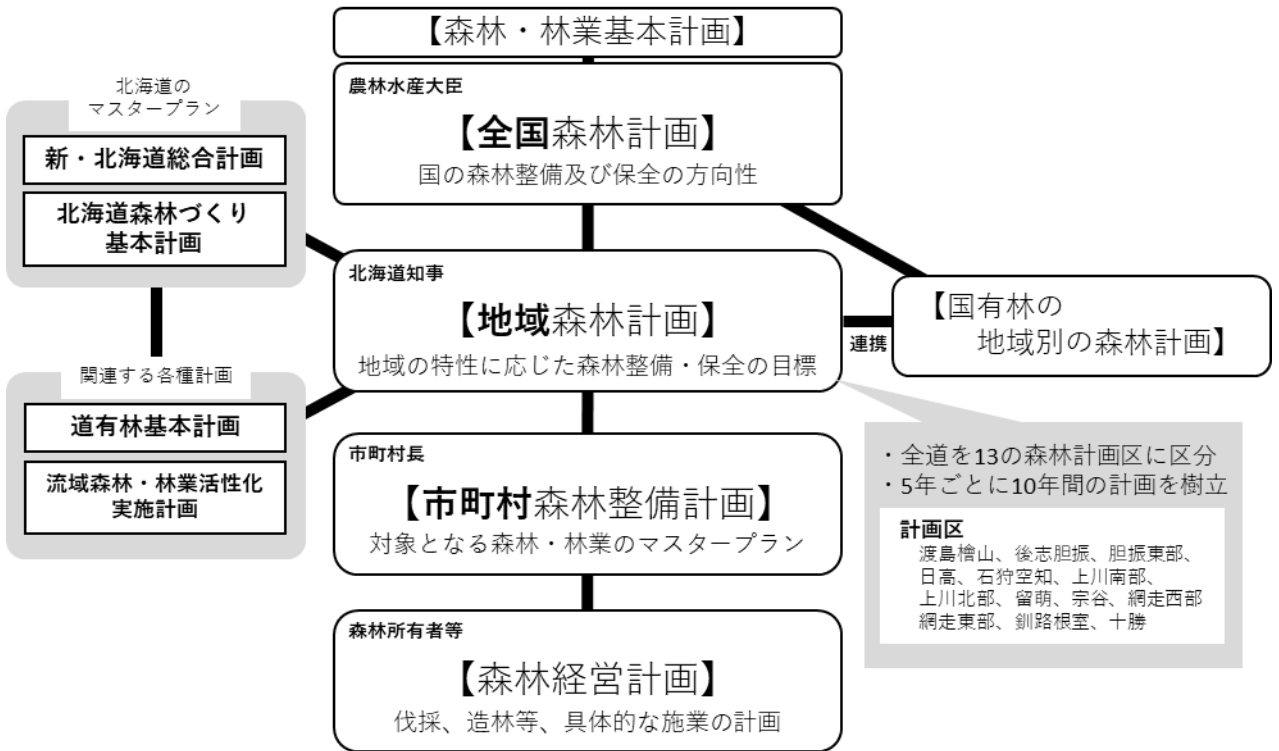 【森林・林業基本計画】
農林水産大臣
【全国森林計画】
国の森林整備及び保全の方向性
北海道の
マスタープラン
新・北海道総合計画
北海道森林づくり
基本計画
北海道知事
【地域森林計画】
地域の特性に応じた森林整備・保全の目標
連携
【国有林の
地域別の森林計画】
関連する各種計画
道有林基本計画
流域森林・林業活性化
実施計画
市町村長
【市町村森林整備計画】
対象となる森林・林業のマスタープラン
・全道を13の森林計画区に区分
・5年ごとに10年間の計画を樹立
計画区
渡島檜山、後志胆振、胆振東部、
日高、石狩空知、上川南部、
上川北部、留萌、宗谷、網走西部
網走東部、釧路根室、十勝
森林所有者等
【森林経営計画】
伐採、造林等、具体的な施業の計画